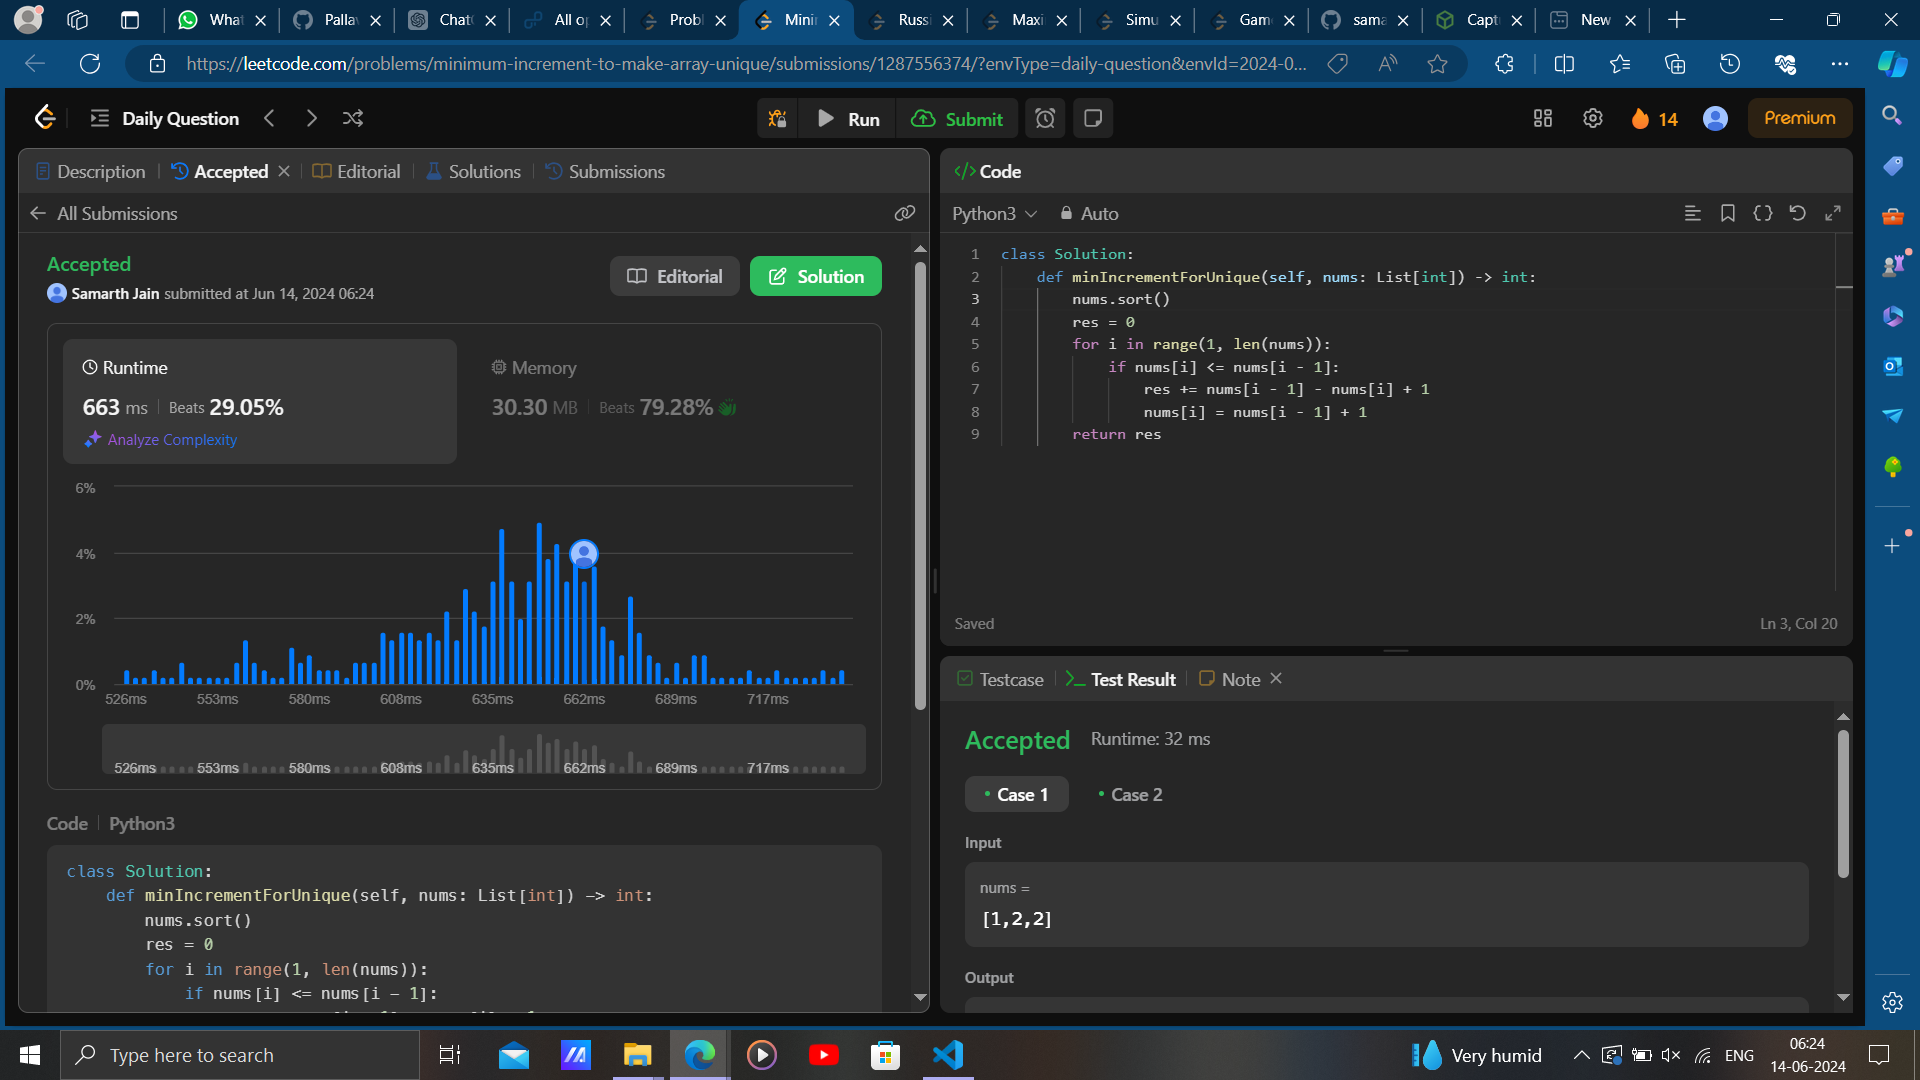 What
Palla
Chat
All o
Probl
Mini
Russi
Maxi
Simu
Gam
sama
Capt
New
https://leetcode.com/problems/minimum-increment-to-make-array-unique/submissions/1287556374/?envType=daily-question&envId=2024-0...
Daily Question
Run
Submit
14
Premium
Description
Accepted
Editorial
Solutions
Submissions
All Submissions
Accepted
Samarth Jain submitted at Jun 14, 2024 06:24
Editorial
Solution
Runtime
663 ms
Beats 29.05%
Analyze Complexity
Memory
30.30 MB
Beats 79.28%
6%
4%
2%
0%
526ms 553ms 580ms 608ms 635ms 662ms 689ms 717ms
526ms 553ms 580ms 608ms 635ms 662ms 689ms 717ms
Code
Python3
class Solution:
def minIncrementForUnique(self, nums: List[int]) -> int:
nums.sort()
res = 0
for i in range(1, len(nums)):
if nums[i] <= nums[i - 1]:
</> Code
Python3
Auto
1 class Solution:
2 def minIncrementForUnique(self, nums: List[int]) -> int:
3 nums.sort()
4 res = 0
5 for i in range(1, len(nums)):
6 if nums[i] <= nums[i - 1]:
7 res += nums[i - 1] - nums[i] + 1
8 nums[i] = nums[i - 1] + 1
9 return res
Saved
Ln 3, Col 20
Testcase
Test Result
Note
Accepted
Runtime: 32 ms
Case 1
Case 2
Input
nums =
[1,2,2]
Output
Type here to search
Very humid
ENG
06:24
14-06-2024